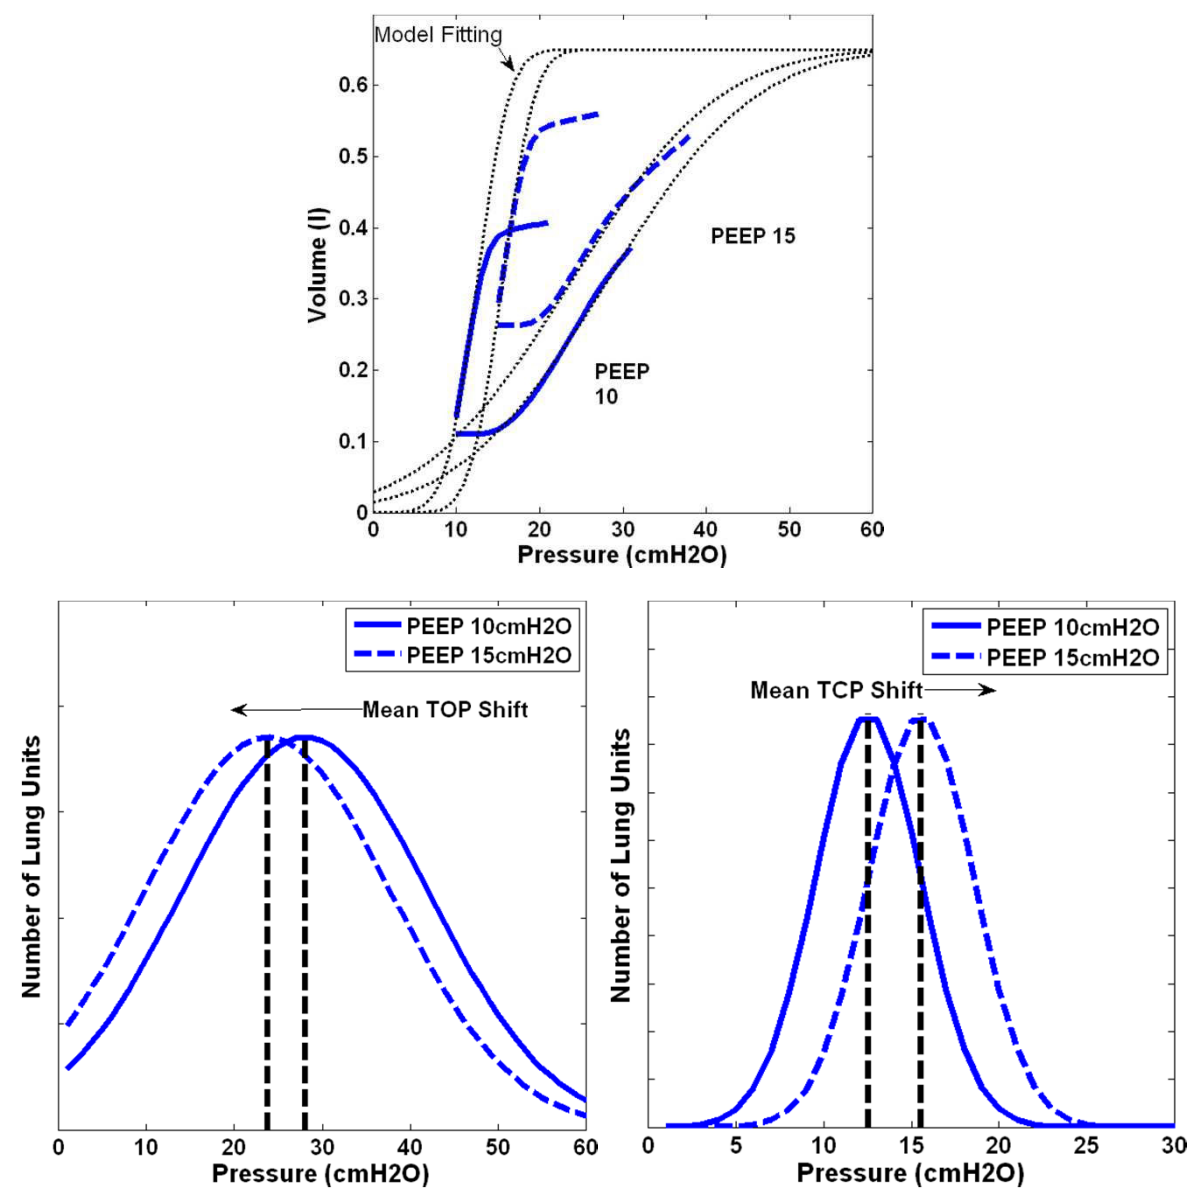 Model Fitting
0.6
0.5
0.4
0.3
0.2
0.1
0
Volume (l)
PEEP 15
PEEP
10
0 10 20 30 40 50 60
Pressure (cmH2O)
PEEP 10cmH2O
PEEP 15cmH2O
Mean TOP Shift
Number of Lung Units
0 10 20 30 40 50 60
Pressure (cmH2O)
PEEP 10cmH2O
PEEP 15cmH2O
Mean TCP Shift
Number of Lung Units
0 5 10 15 20 25 30
Pressure (cmH2O)